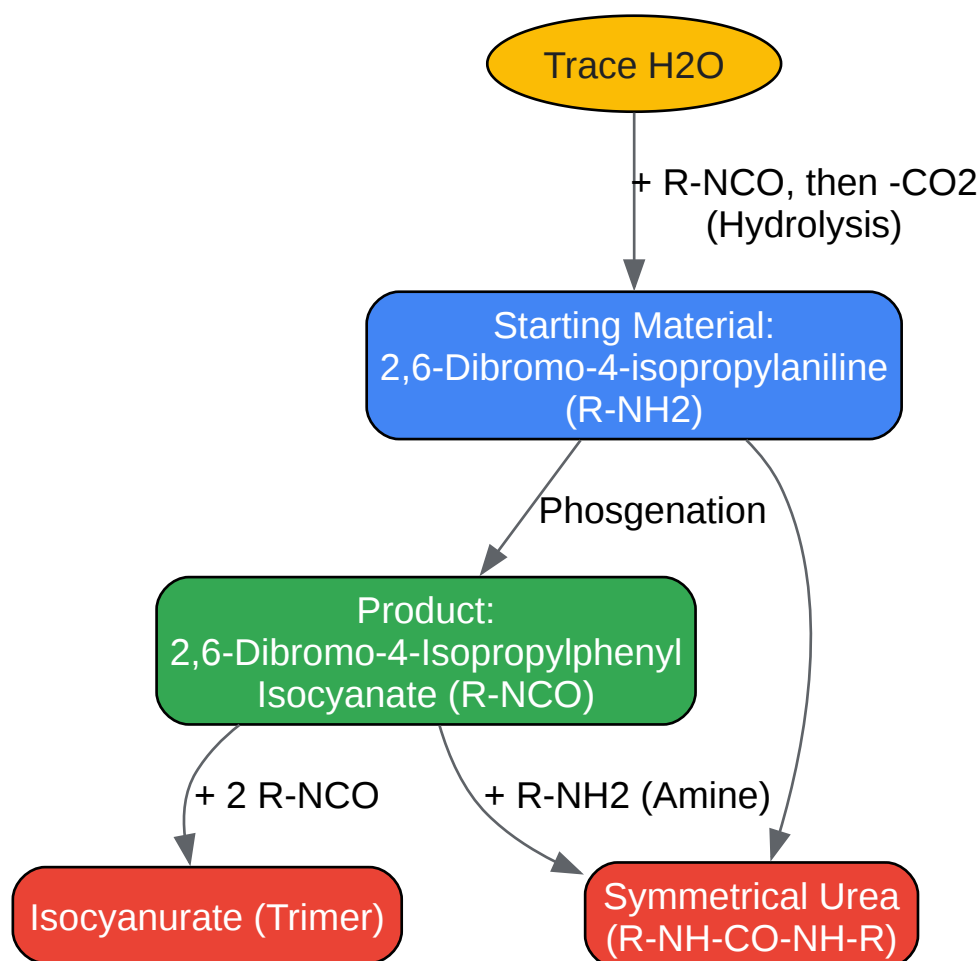 Trace H2O
+ R-NCO, then -CO2
(Hydrolysis)
Starting Material:
2,6-Dibromo-4-isopropylaniline
(R-NH2)
Phosgenation
Product:
2,6-Dibromo-4-Isopropylphenyl
Isocyanate (R-NCO)
+ 2 R-NCO
+ R-NH2 (Amine)
Isocyanurate (Trimer)
Symmetrical Urea
(R-NH-CO-NH-R)